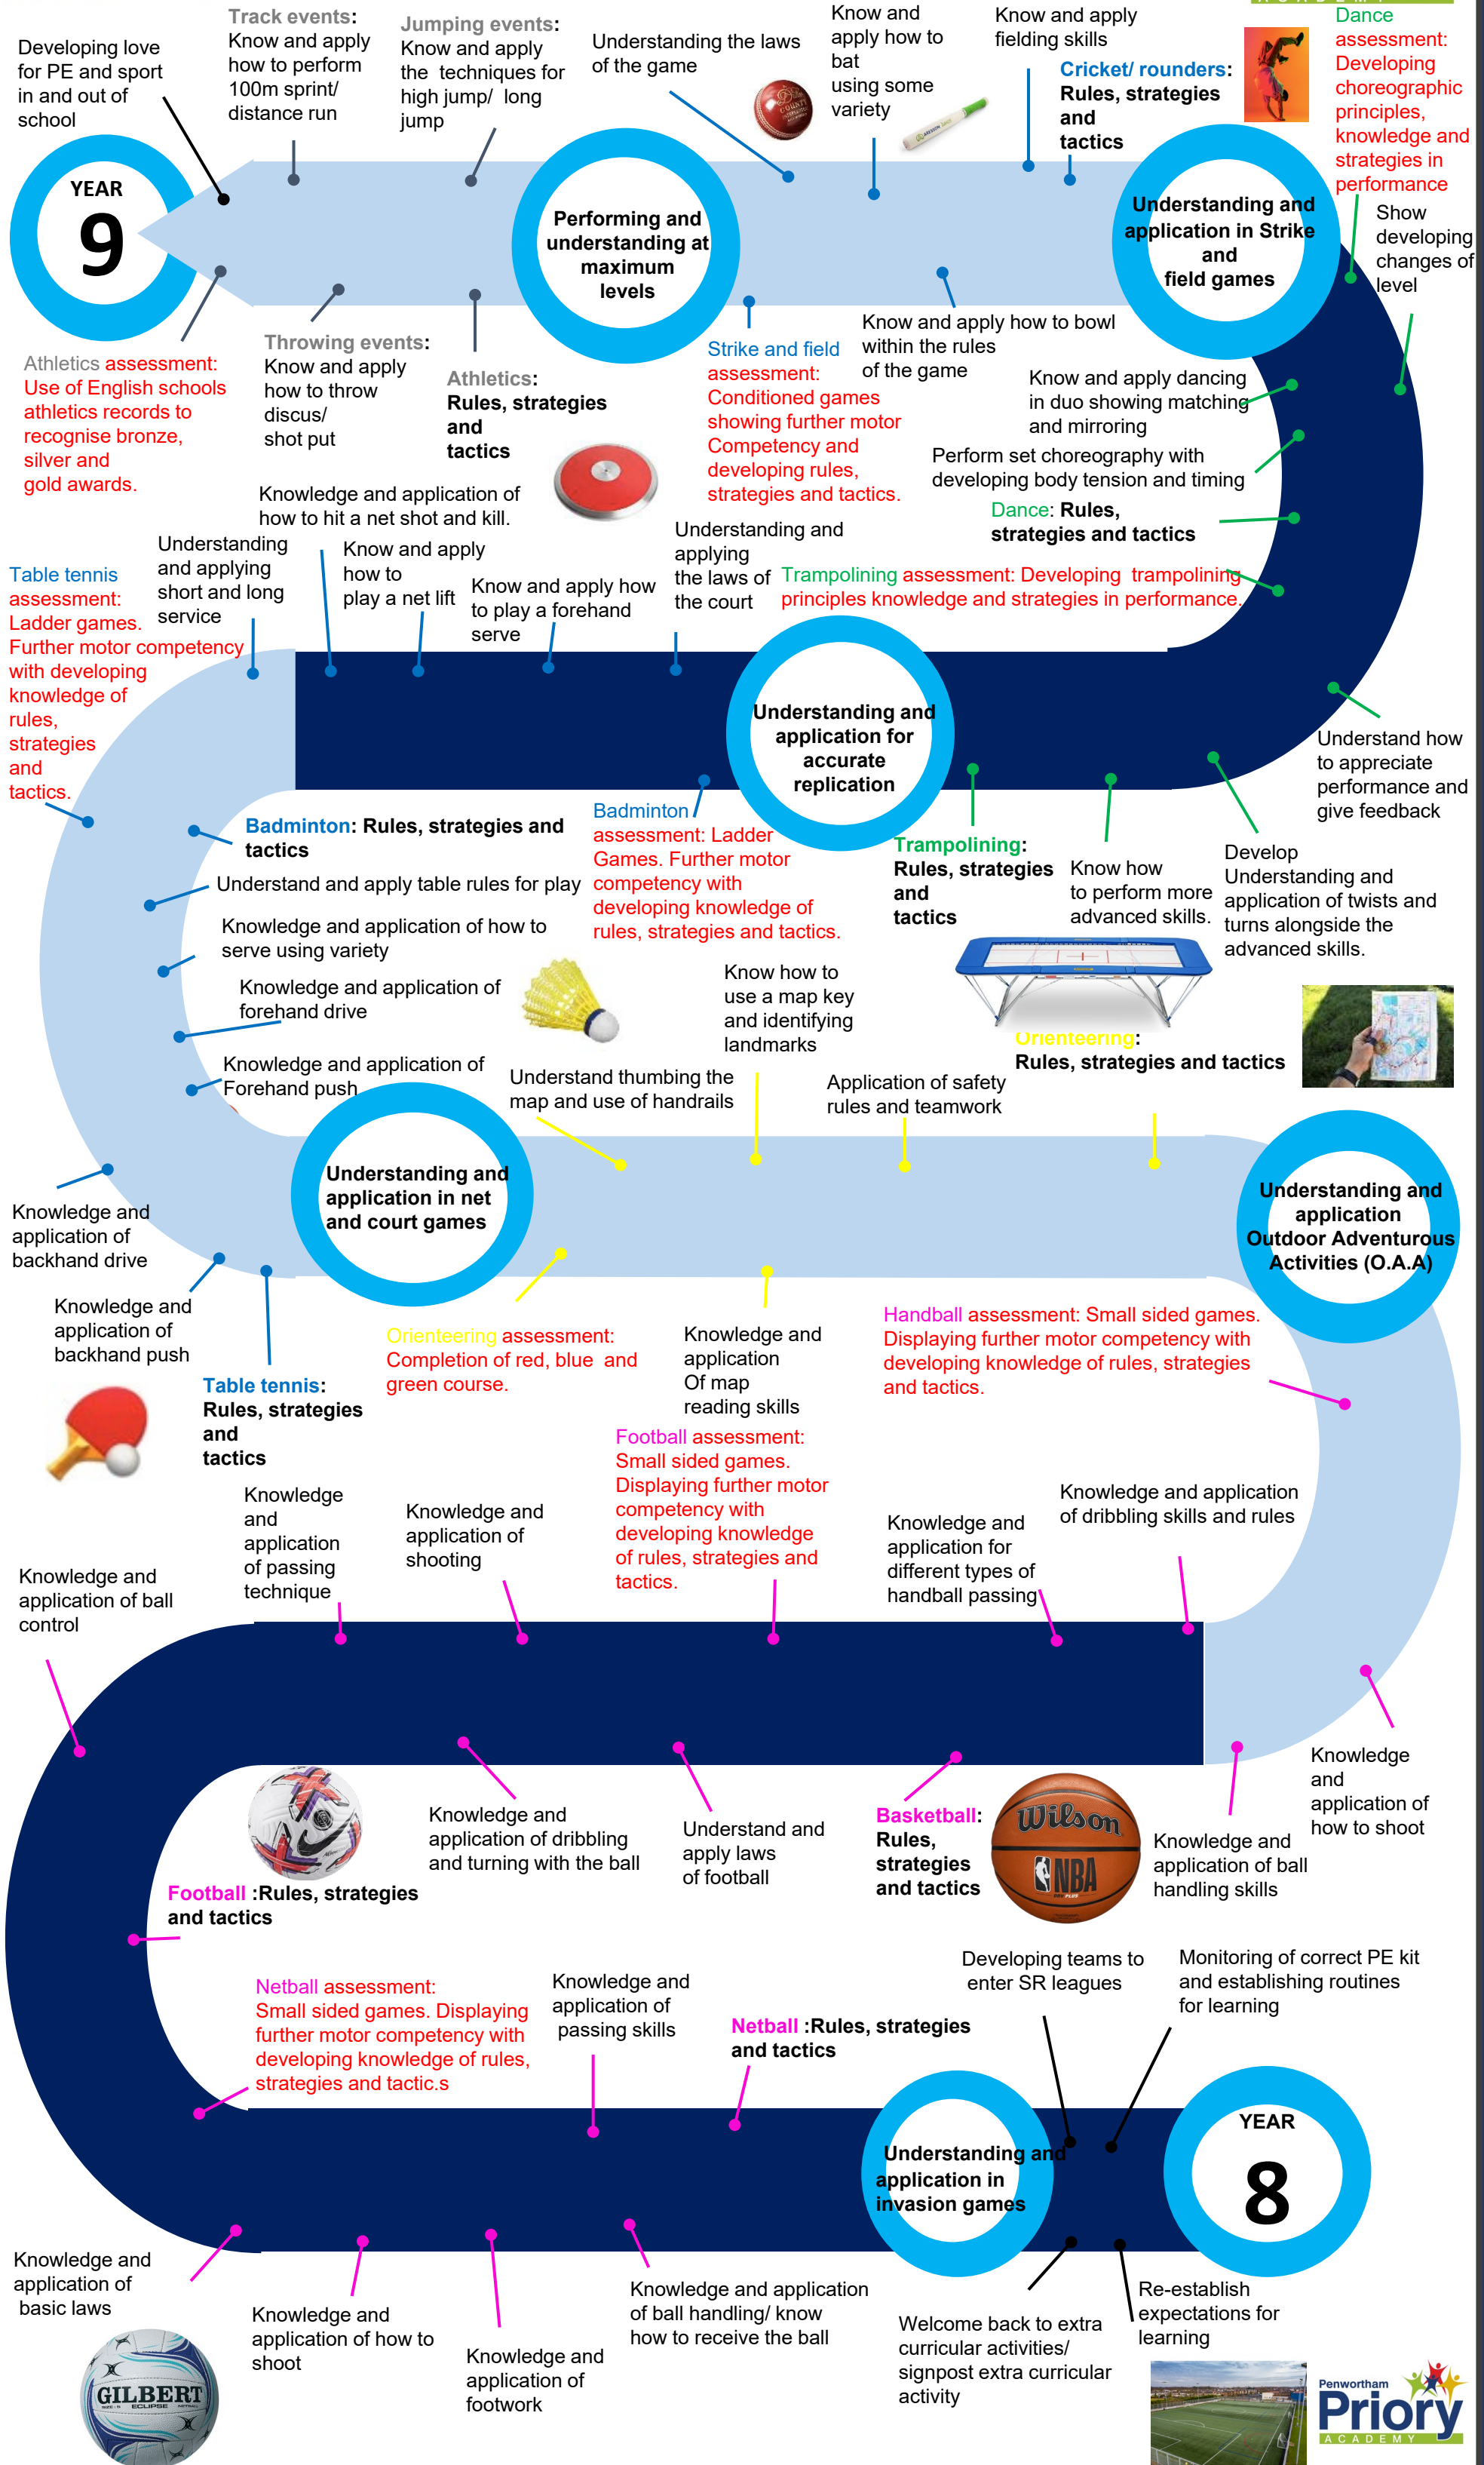 ACADEMY
Developing love
for PE and sport
in and out of
school
Track events:
Know and apply
how to perform
100m sprint/
distance run
Jumping events:
Know and apply
the techniques for
high jump/ long
jump
Understanding the laws
of the game
Know and
apply how to
bat
using some
variety
Know and apply
fielding skills
Cricket/ rounders:
Rules, strategies
and
tactics
Dance
assessment:
Developing
choreographic
principles,
knowledge and
strategies in
performance
YEAR
9
Performing and
understanding at
maximum
levels
Understanding and
application in Strike
and
field games
Show
developing
changes of
level
Athletics assessment:
Use of English schools
athletics records to
recognise bronze,
silver and
gold awards.
Throwing events:
Know and apply
how to throw
discus/
shot put
Athletics:
Rules, strategies
and
tactics
Strike and field
assessment:
Conditioned games
showing further motor
Competency and
developing rules,
strategies and tactics.
Know and apply how to bowl
within the rules
of the game
Know and apply dancing
in duo showing matching
and mirroring
Perform set choreography with
developing body tension and timing
Dance: Rules,
strategies and tactics
Trampolining assessment: Developing trampolining
principles knowledge and strategies in performance.
Table tennis
assessment:
Ladder games.
Further motor competency
with developing
knowledge of
rules,
strategies
and
tactics.
Understanding
and applying
short and long
service
Knowledge and application of
how to hit a net shot and kill.
Know and apply
how to
play a net lift
Know and apply how
to play a forehand
serve
Understanding and
applying
the laws of
the court
Understanding and
application for
accurate
replication
Understand how
to appreciate
performance and
give feedback
Badminton: Rules, strategies and
tactics
Understand and apply table rules for play
Knowledge and application of how to
serve using variety
Knowledge and application of
forehand drive
Knowledge and application of
Forehand push
Badminton
assessment: Ladder
Games. Further motor
competency with
developing knowledge of
rules, strategies and tactics.
Trampolining:
Rules, strategies
and
tactics
Know how
to perform more
advanced skills.
Develop
Understanding and
application of twists and
turns alongside the
advanced skills.
Know how to
use a map key
and identifying
landmarks
Understand thumbing the
map and use of handrails
Application of safety
rules and teamwork
Orienteering:
Rules, strategies and tactics
Understanding and
application in net
and court games
Understanding and
application
Outdoor Adventurous
Activities (O.A.A)
Knowledge and
application of
backhand drive
Knowledge and
application of
backhand push
Table tennis:
Rules, strategies
and
tactics
Orienteering assessment:
Completion of red, blue and
green course.
Knowledge and
application
Of map
reading skills
Handball assessment: Small sided games.
Displaying further motor competency with
developing knowledge of rules, strategies
and tactics.
Football assessment:
Small sided games.
Displaying further motor
competency with
developing knowledge
of rules, strategies and
tactics.
Knowledge and
application of ball
control
Knowledge
and
application
of passing
technique
Knowledge and
application of
shooting
Knowledge and
application for
different types of
handball passing
Knowledge and application
of dribbling skills and rules
Knowledge
and
application of
how to shoot
Knowledge and
application of ball
handling skills
Basketball:
Rules,
strategies
and tactics
Wilson
NBA
Understand and
apply laws
of football
Knowledge and
application of dribbling
and turning with the ball
Football :Rules, strategies
and tactics
Netball assessment:
Small sided games. Displaying
further motor competency with
developing knowledge of rules,
strategies and tactic.s
Knowledge and
application of
passing skills
Netball :Rules, strategies
and tactics
Developing teams to
enter SR leagues
Monitoring of correct PE kit
and establishing routines
for learning
Understanding and
application in
invasion games
YEAR
8
Knowledge and
application of
basic laws
Knowledge and
application of how to
shoot
Knowledge and
application of
footwork
Knowledge and application
of ball handling/ know
how to receive the ball
Welcome back to extra
curricular activities/
signpost extra curricular
activity
Re-establish
expectations for
learning
GILBERT
ECLIPSE
Penwortham
Priory
ACADEMY